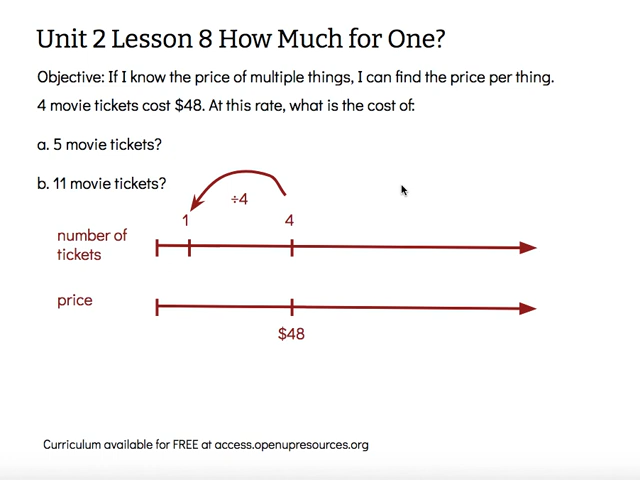 Unit 2 Lesson 8 How Much for One?
Objective: If I know the price of multiple things, I can find the price per thing.
4 movie tickets cost $48. At this rate, what is the cost of:
a. 5 movie tickets?
b. 11 movie tickets?
÷4
1 4
number of
tickets
price
$48
Curriculum available for FREE at access.openupresources.org